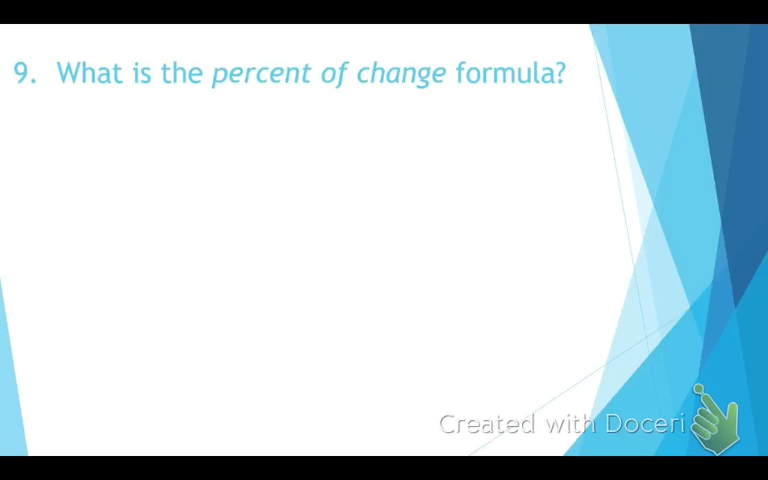 9. What is the percent of change formula?
Created with Doceri